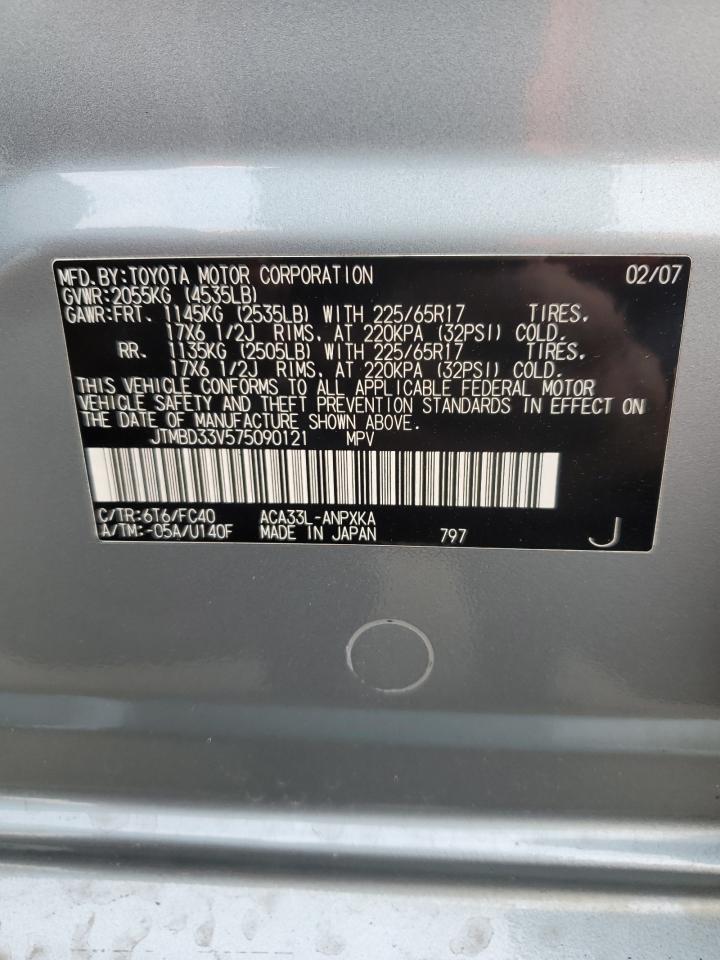 MFD.BY:TOYOTA MOTOR CORPORATION 02/07
GVWR:2055KG (4535LB)
GAWR:FRT. 1145KG (2535LB) WITH 225/65R17 TIRES.
17X6 1/2J RIMS. AT 220KPA (32PSI) COLD.
RR. 1135KG (2505LB) WITH 225/65R17 TIRES.
17X6 1/2J RIMS. AT 220KPA (32PSI) COLD.
THIS VEHICLE CONFORMS TO ALL APPLICABLE FEDERAL MOTOR
VEHICLE SAFETY AND THEFT PREVENTION STANDARDS IN EFFECT ON
THE DATE OF MANUFACTURE SHOWN ABOVE.
JTMBD33V575090121 MPV
C/TR:6T6/FC40 ACA33L-ANPXKA
A/TM:-05A/U140F MADE IN JAPAN 797 J